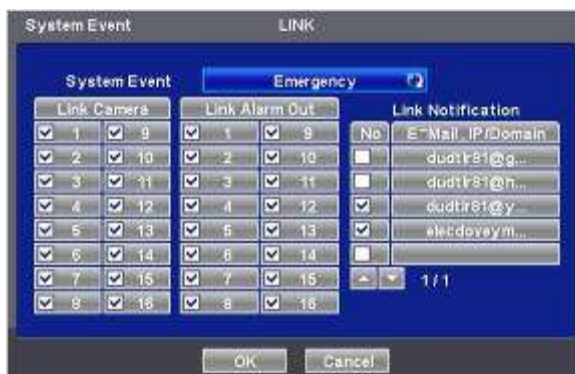 System Event LINK
System Event Emergency
Link Camera Link Alarm Out Link Notification
1 9 1 9 No E-Mail, IP/Domain
2 10 2 10 dudtlr81@g...
3 11 3 11 dudtlr81@h...
4 12 4 12 dudtlr81@y...
5 13 5 13 elecdoveym...
6 14 6 14
7 15 7 15 1/1
8 16 8 16
OK Cancel